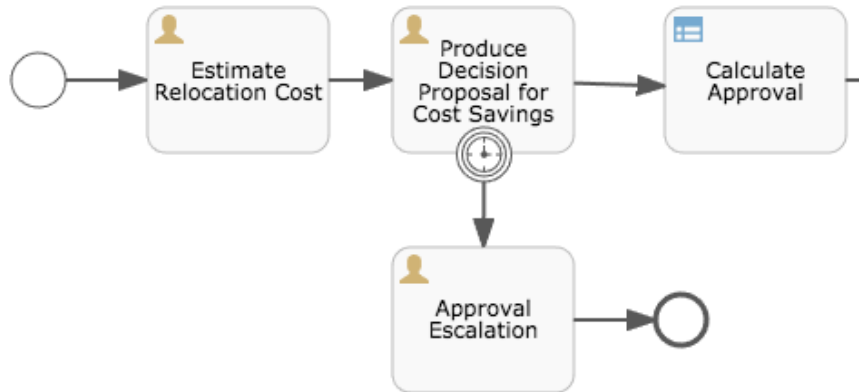 Estimate
Relocation Cost
Produce
Decision
Proposal for
Cost Savings
Calculate
Approval
Approval
Escalation